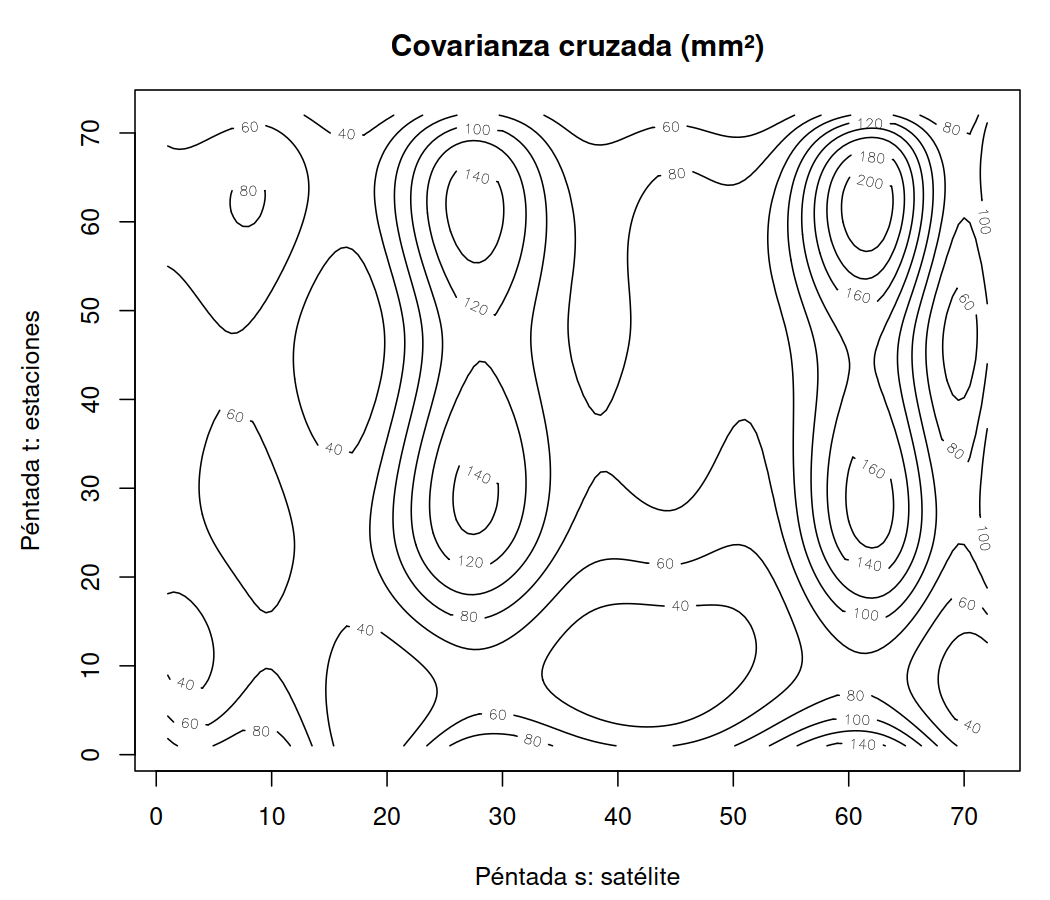 Covarianza cruzada (mm²)
Péntada t: estaciones
70
60
50
40
30
20
10
0
60 40 100 60 120 80
80 140 80 180 200
100
120 160 60
60 40 140 160 80
100
120 60 140
40 80 40 100 60
40
60 80 60 80 80 100 140 40
0 10 20 30 40 50 60 70
Péntada s: satélite